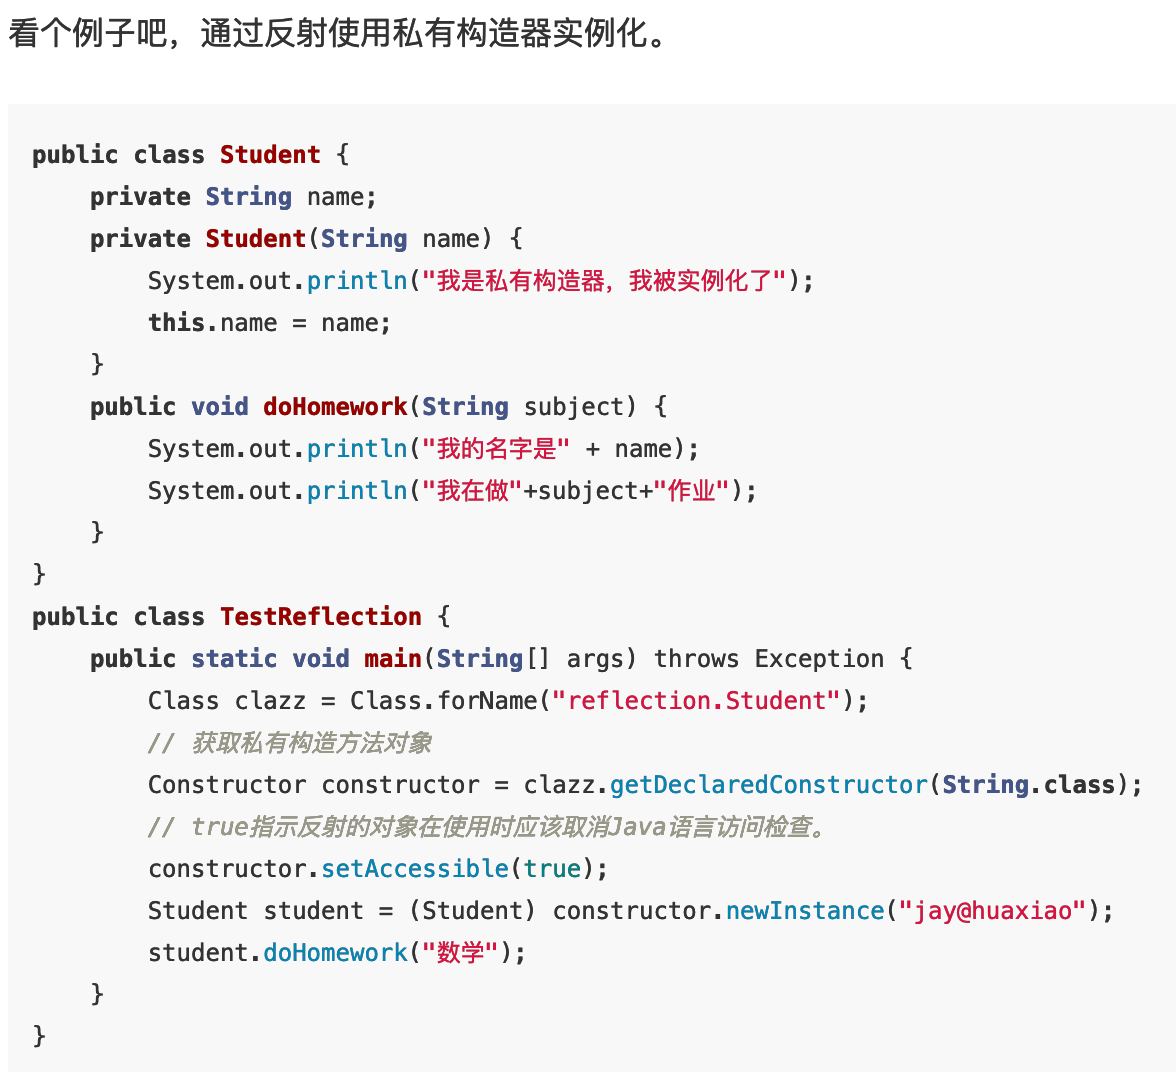 看个例子吧，通过反射使用私有构造器实例化。
public class Student {
    private String name;
    private Student(String name) {
        System.out.println("我是私有构造器，我被实例化了");
        this.name = name;
    }
    public void doHomework(String subject) {
        System.out.println("我的名字是" + name);
        System.out.println("我在做"+subject+"作业");
    }
}
public class TestReflection {
    public static void main(String[] args) throws Exception {
        Class clazz = Class.forName("reflection.Student");
        // 获取私有构造方法对象
        Constructor constructor = clazz.getDeclaredConstructor(String.class);
        // true指示反射的对象在使用时应该取消Java语言访问检查。
        constructor.setAccessible(true);
        Student student = (Student) constructor.newInstance("jay@huaxiao");
        student.doHomework("数学");
    }
}